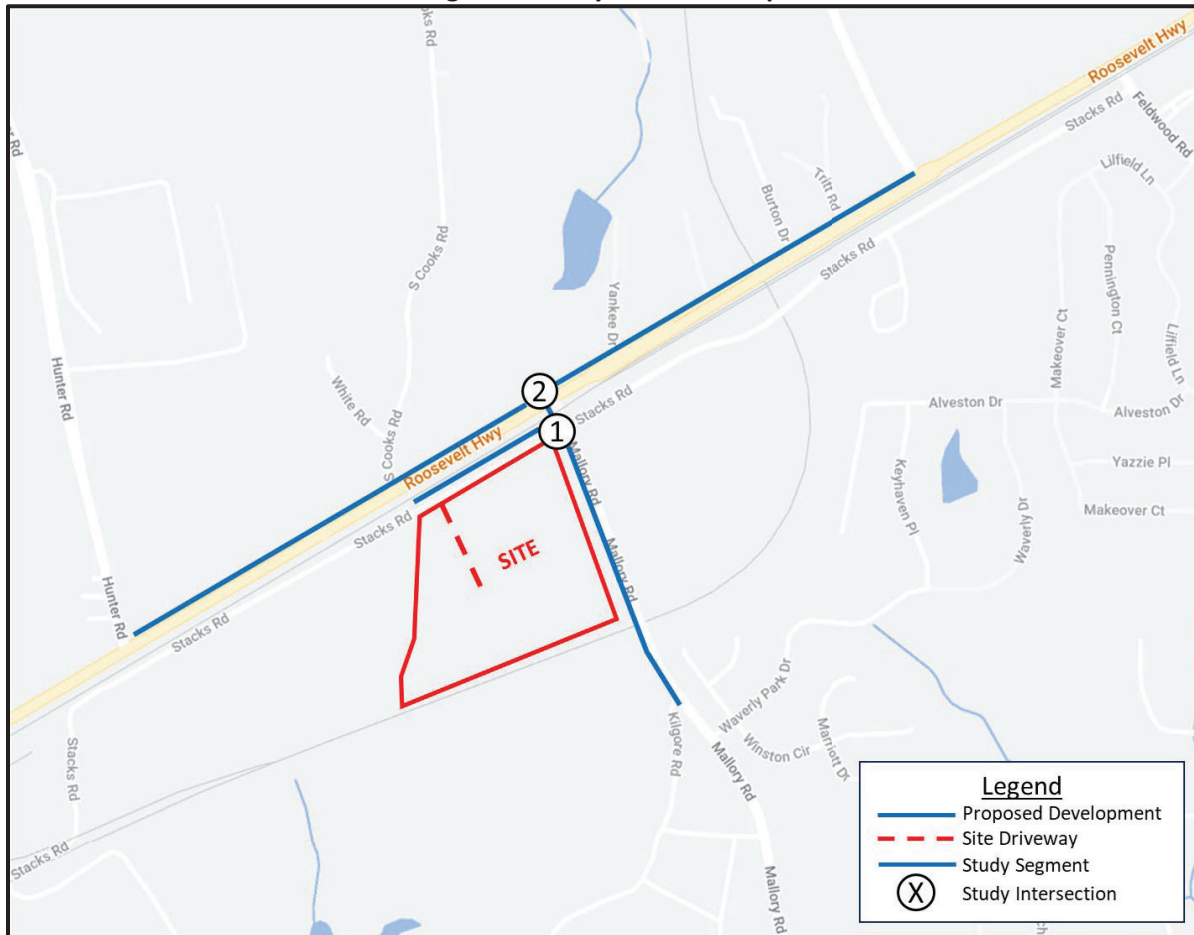 oks Rd
Roosevelt Hwy
Stacks Rd
Feldwood Rd
Lilfield Ln
Tritt Rd
Burton Dr
S Cooks Rd
Stacks Rd
Pennington Ct
Makeover Ct
Lilfield Ln
Yankee Dr
Hunter Rd
White Rd
S Cooks Rd
2
Stacks Rd
Alveston Dr
Alveston Dr
Roosevelt Hwy
1
Mallory Rd
Keyhaven Pl
Waverly Dr
Yazzie Pl
Makeover Ct
Stacks Rd
SITE
Mallory Rd
Hunter Rd
Stacks Rd
Waverly Park Dr
Kilgore Rd
Winston Cir
Marriott Dt
Mallory Rd
Stacks Rd
Stacks Rd
Mallory Rd
Legend
Proposed Development
Site Driveway
Study Segment
X Study Intersection